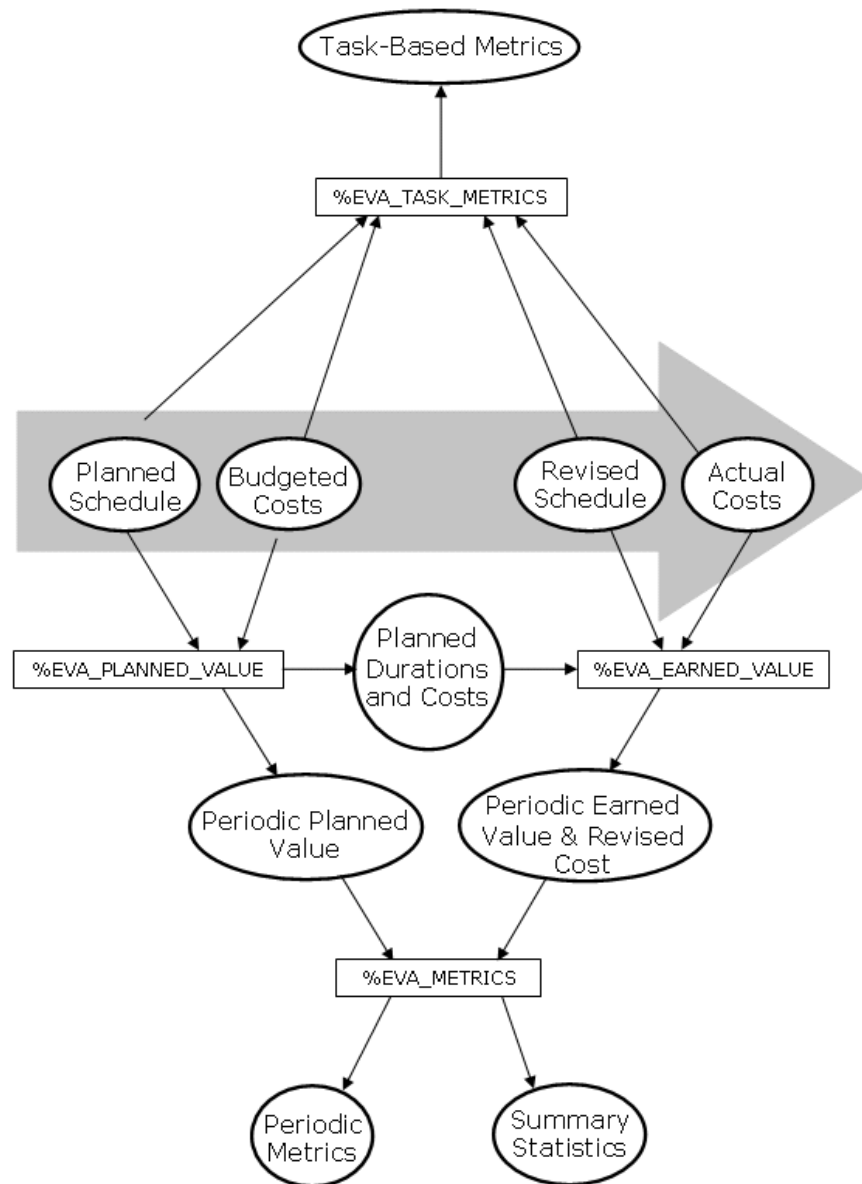 Task-Based Metrics
%EVA_TASK_METRICS
Planned
Schedule
Budgeted
Costs
Revised
Schedule
Actual
Costs
%EVA_PLANNED_VALUE
Planned
Durations
and Costs
%EVA_EARNED_VALUE
Periodic Planned
Value
Periodic Earned
Value & Revised
Cost
%EVA_METRICS
Periodic
Metrics
Summary
Statistics